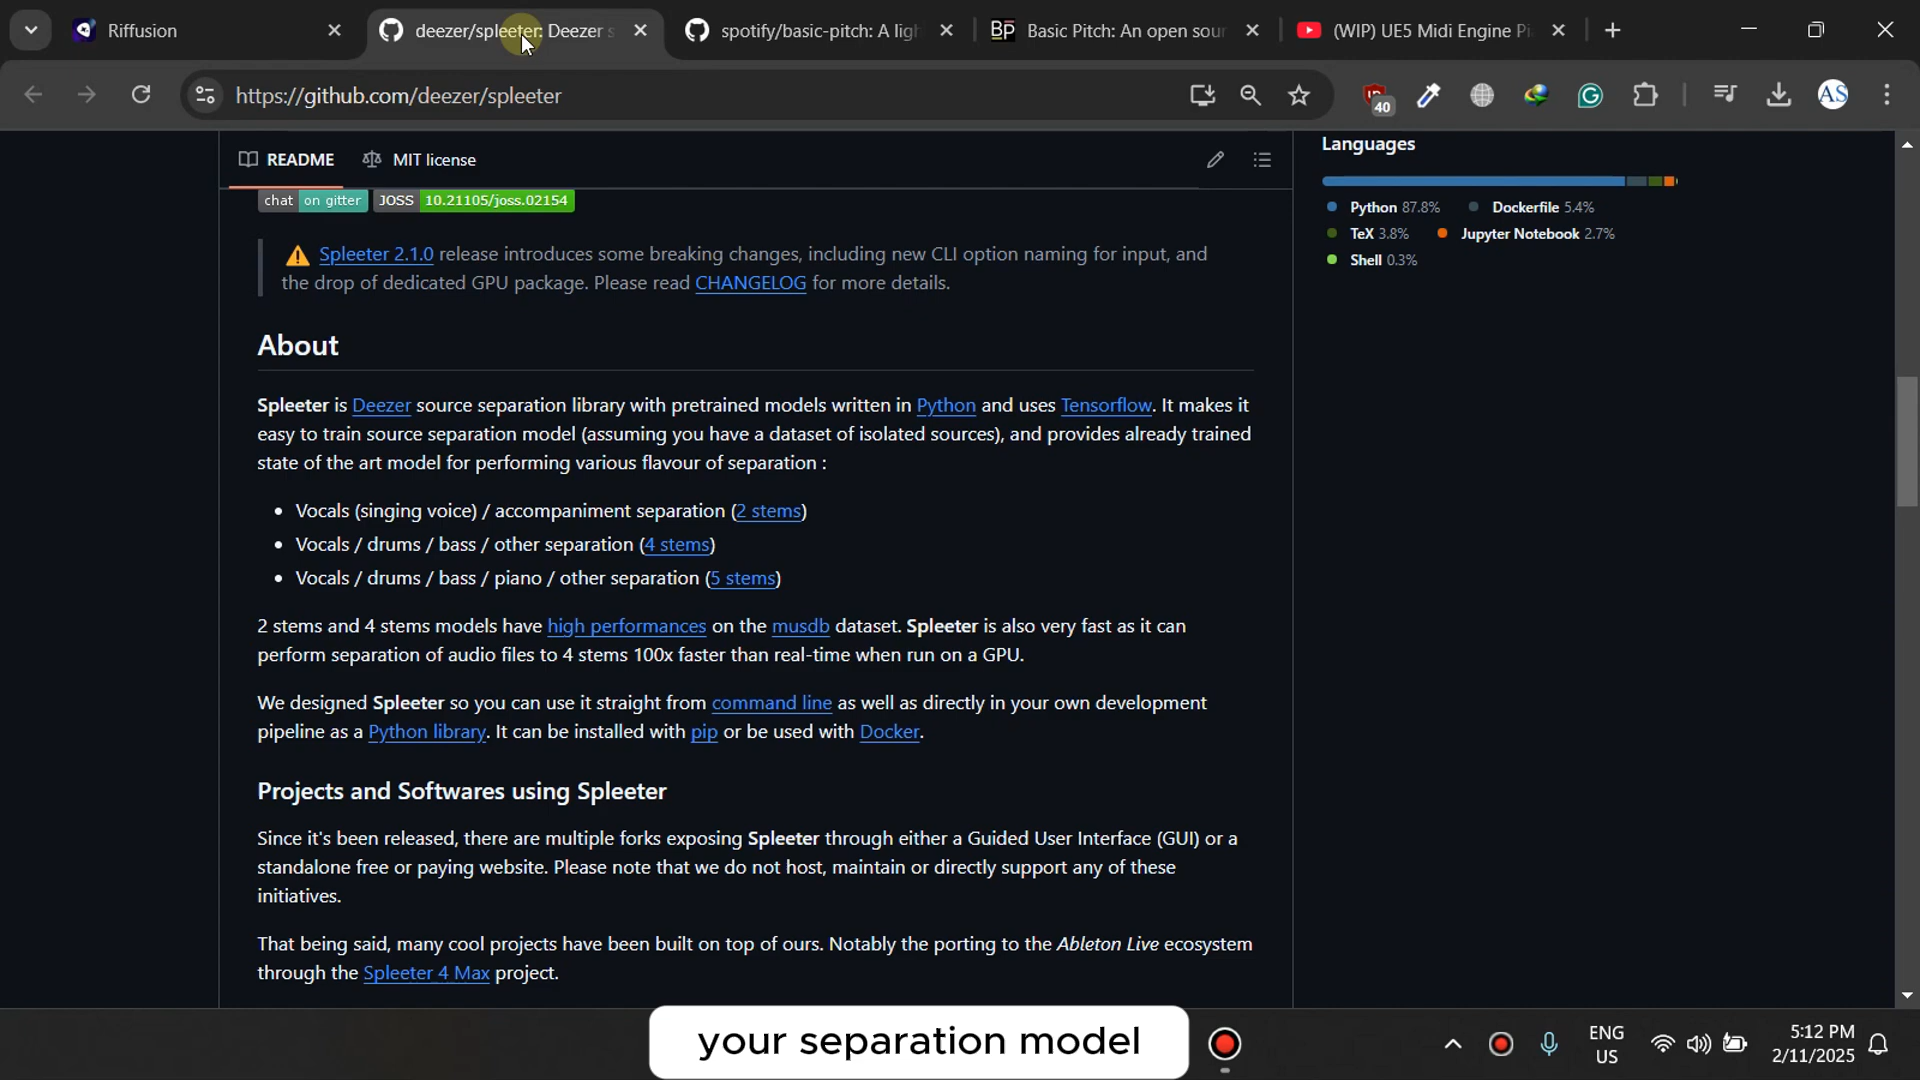 Riffusion
deezer/spleeter: Deezer s
spotify/basic-pitch: A ligh
BP
Basic Pitch: An open sour
(WIP) UE5 Midi Engine Pi
https://github.com/deezer/spleeter
40
AS
README
MIT license
chat on gitter
JOSS 10.21105/joss.02154
Spleeter 2.1.0 release introduces some breaking changes, including new CLI option naming for input, and
the drop of dedicated GPU package. Please read CHANGELOG for more details.
About
Spleeter is Deezer source separation library with pretrained models written in Python and uses Tensorflow. It makes it
easy to train source separation model (assuming you have a dataset of isolated sources), and provides already trained
state of the art model for performing various flavour of separation :
• Vocals (singing voice) / accompaniment separation (2 stems)
• Vocals / drums / bass / other separation (4 stems)
• Vocals / drums / bass / piano / other separation (5 stems)
2 stems and 4 stems models have high performances on the musdb dataset. Spleeter is also very fast as it can
perform separation of audio files to 4 stems 100x faster than real-time when run on a GPU.
We designed Spleeter so you can use it straight from command line as well as directly in your own development
pipeline as a Python library. It can be installed with pip or be used with Docker.
Projects and Softwares using Spleeter
Since it's been released, there are multiple forks exposing Spleeter through either a Guided User Interface (GUI) or a
standalone free or paying website. Please note that we do not host, maintain or directly support any of these
initiatives.
That being said, many cool projects have been built on top of ours. Notably the porting to the Ableton Live ecosystem
through the Spleeter 4 Max project.
Languages
Python 87.8%
Dockerfile 5.4%
TeX 3.8%
Jupyter Notebook 2.7%
Shell 0.3%
your separation model
ENG
US
5:12 PM
2/11/2025